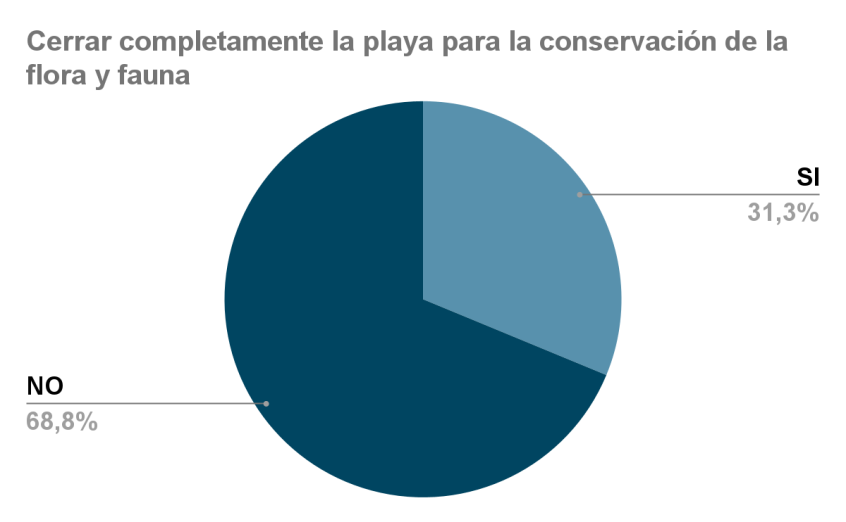 Cerrar completamente la playa para la conservación de la
flora y fauna
SI
31,3%
NO
68,8%